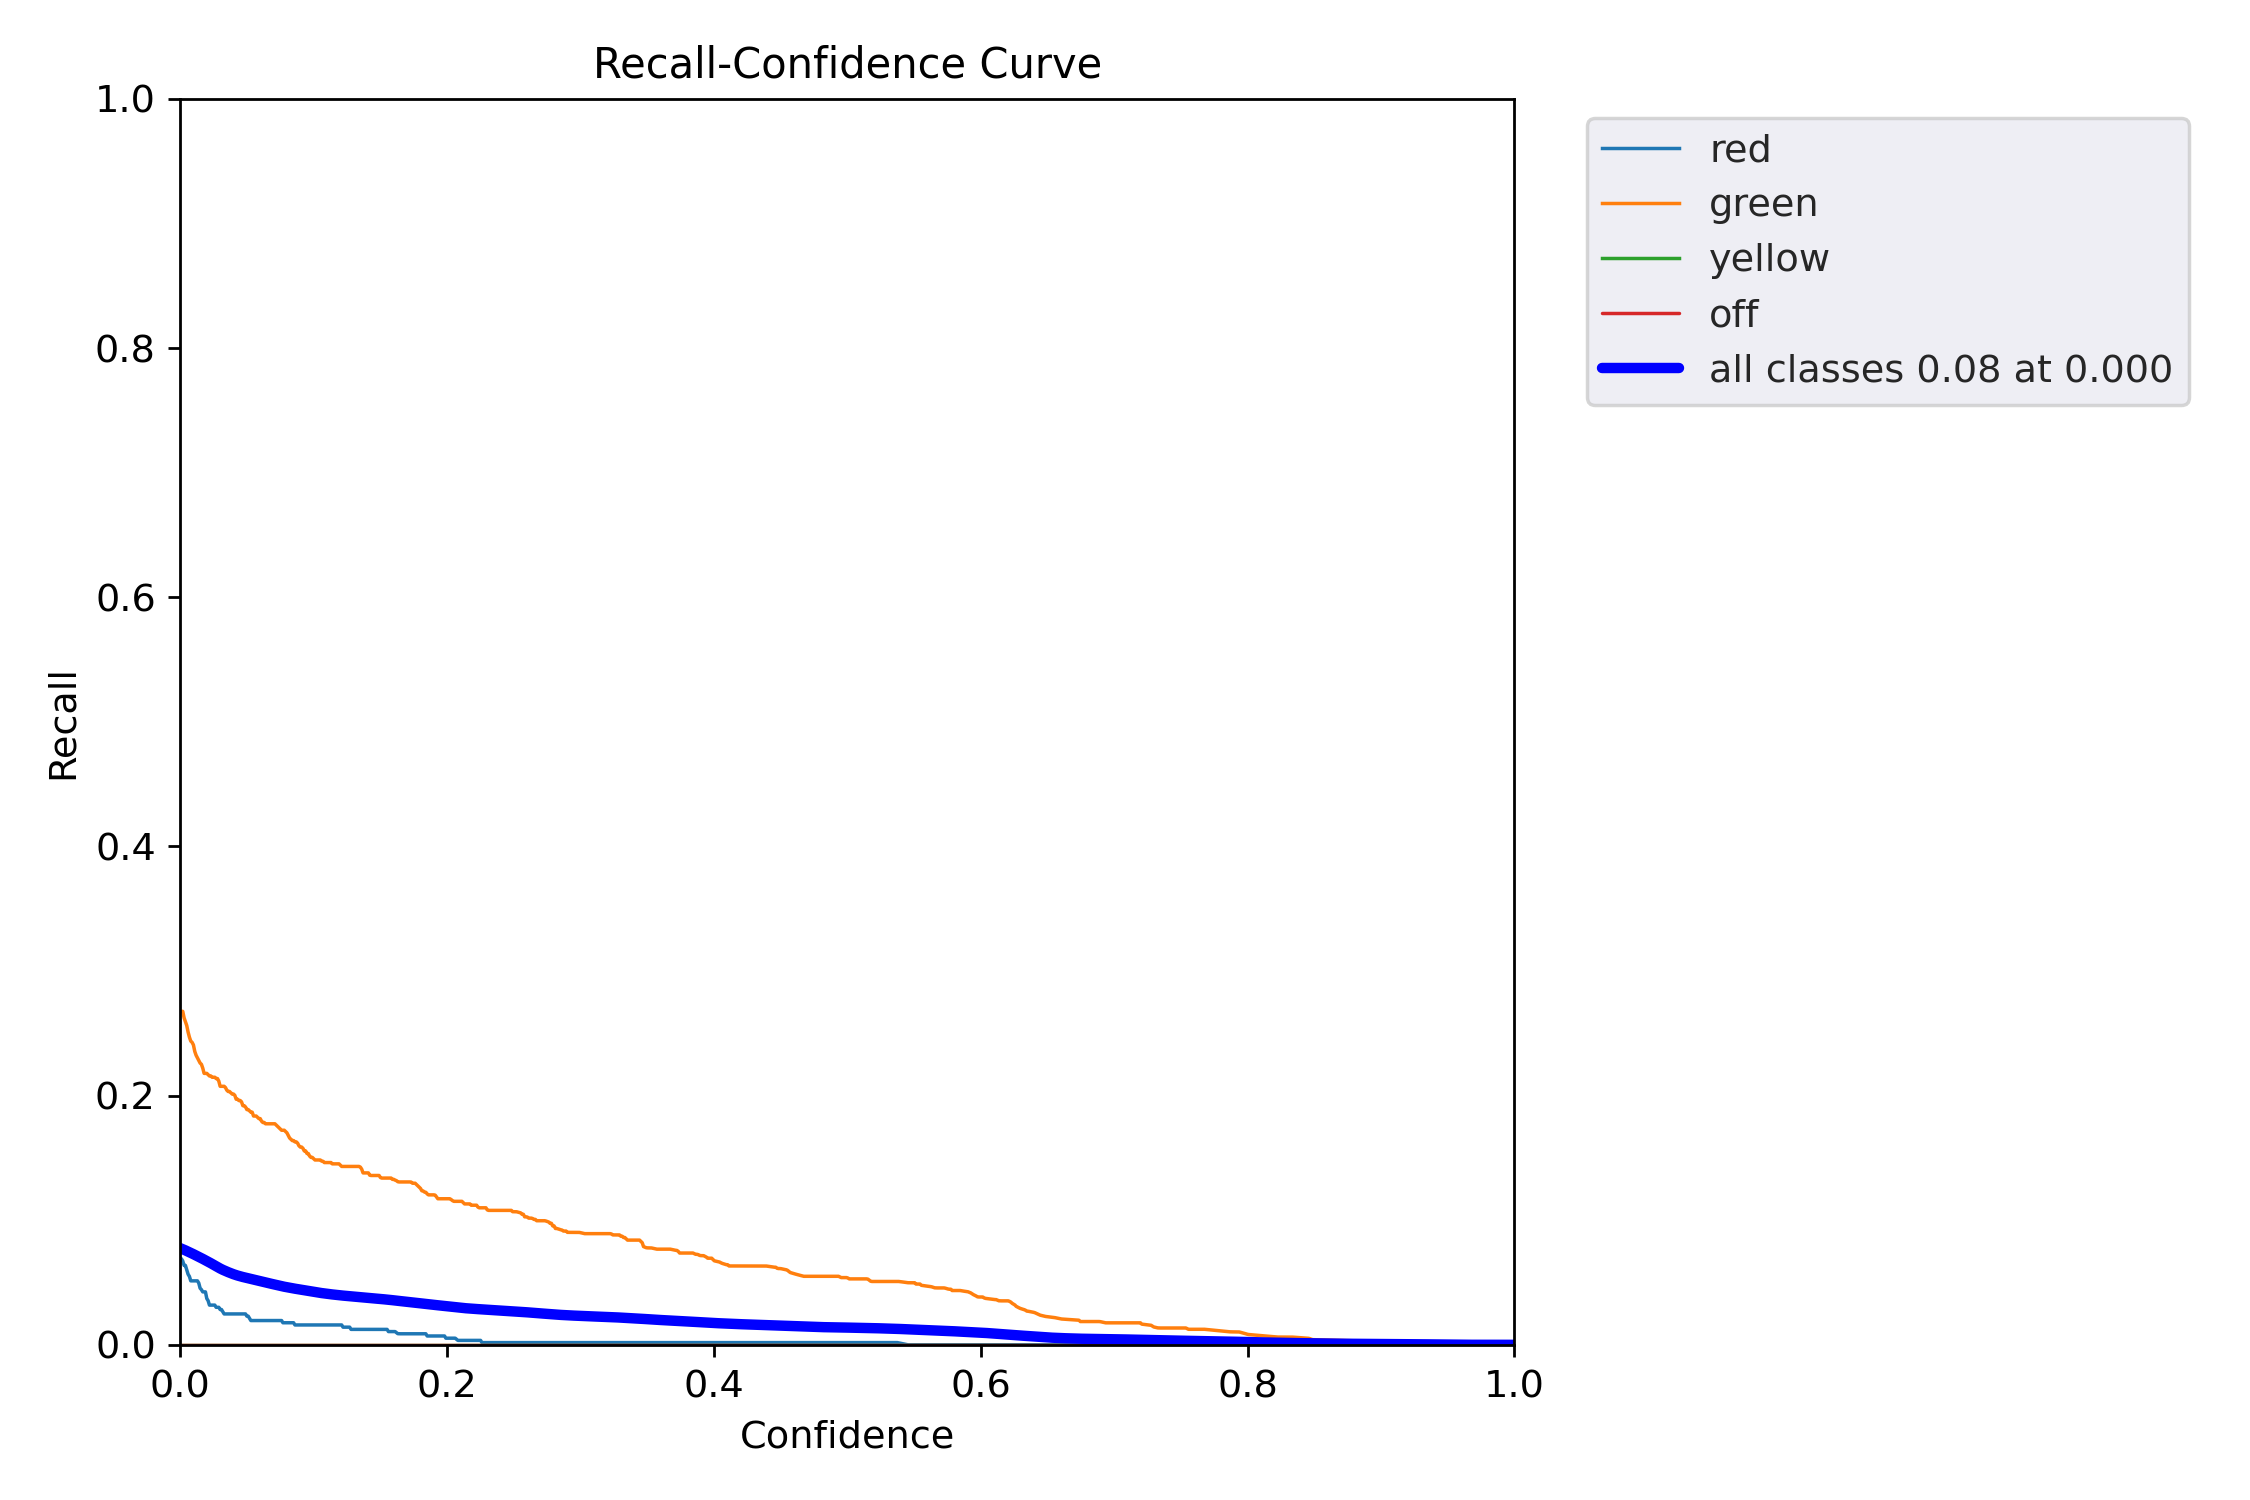 Recall-Confidence Curve
1.0
0.8
0.6
0.4
0.2
0.0
Recall
0.0 0.2 0.4 0.6 0.8 1.0
Confidence
red
green
yellow
off
all classes 0.08 at 0.000